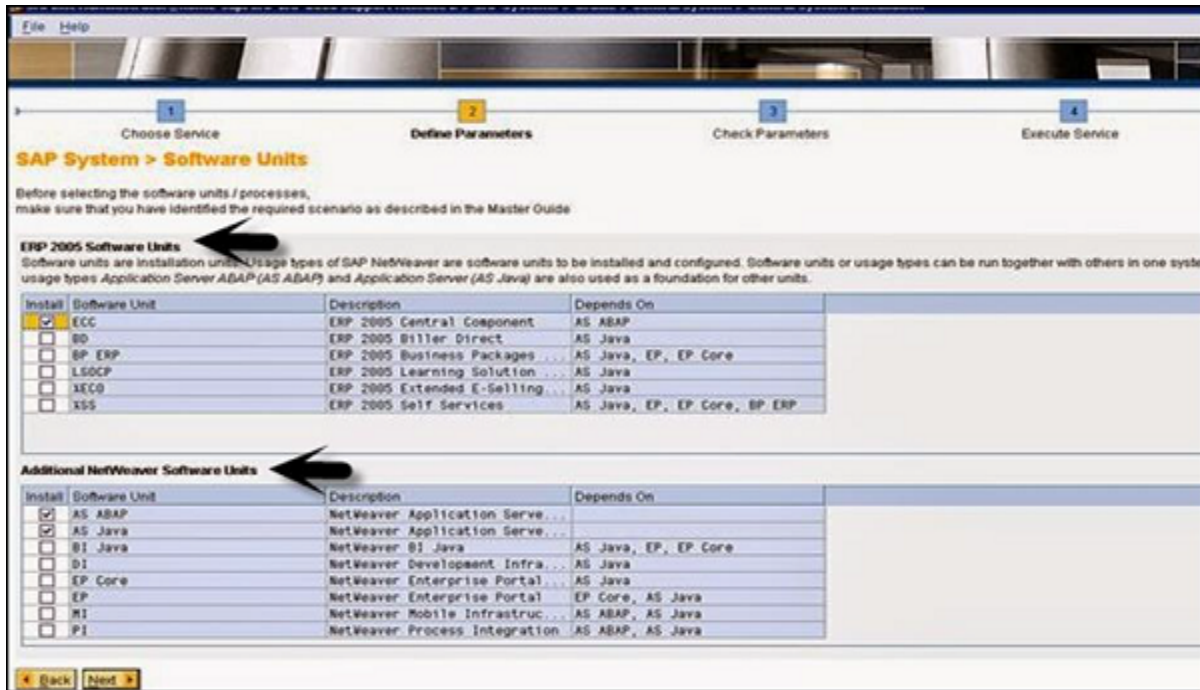 File Help
1 2 3 4
Choose Service Define Parameters Check Parameters Execute Service
SAP System > Software Units
Before selecting the software units / processes,
make sure that you have identified the required scenario as described in the Master Guide
ERP 2005 Software Units
Software units are installation units. Usage types of SAP NetWeaver are software units to be installed and configured. Software units or usage types can be run together with others in one syste
usage types Application Server ABAP (AS ABAP) and Application Server (AS Java) are also used as a foundation for other units.
Install Software Unit Description Depends On
ECC ERP 2005 Central Component AS ABAP
BD ERP 2005 Biller Direct AS Java
BP ERP ERP 2005 Business Packages ... AS Java, EP, EP Core
LSOCP ERP 2005 Learning Solution ... AS Java
XECO ERP 2005 Extended E-Selling... AS Java
XSS ERP 2005 Self Services AS Java, EP, EP Core, BP ERP
Additional NetWeaver Software Units
Install Software Unit Description Depends On
AS ABAP NetWeaver Application Serve...
AS Java NetWeaver Application Serve...
BI Java NetWeaver BI Java AS Java, EP, EP Core
DI NetWeaver Development Infra... AS Java
EP Core NetWeaver Enterprise Portal... AS Java
EP NetWeaver Enterprise Portal EP Core, AS Java
MI NetWeaver Mobile Infrastruc... AS ABAP, AS Java
PI NetWeaver Process Integration AS ABAP, AS Java
Back Next